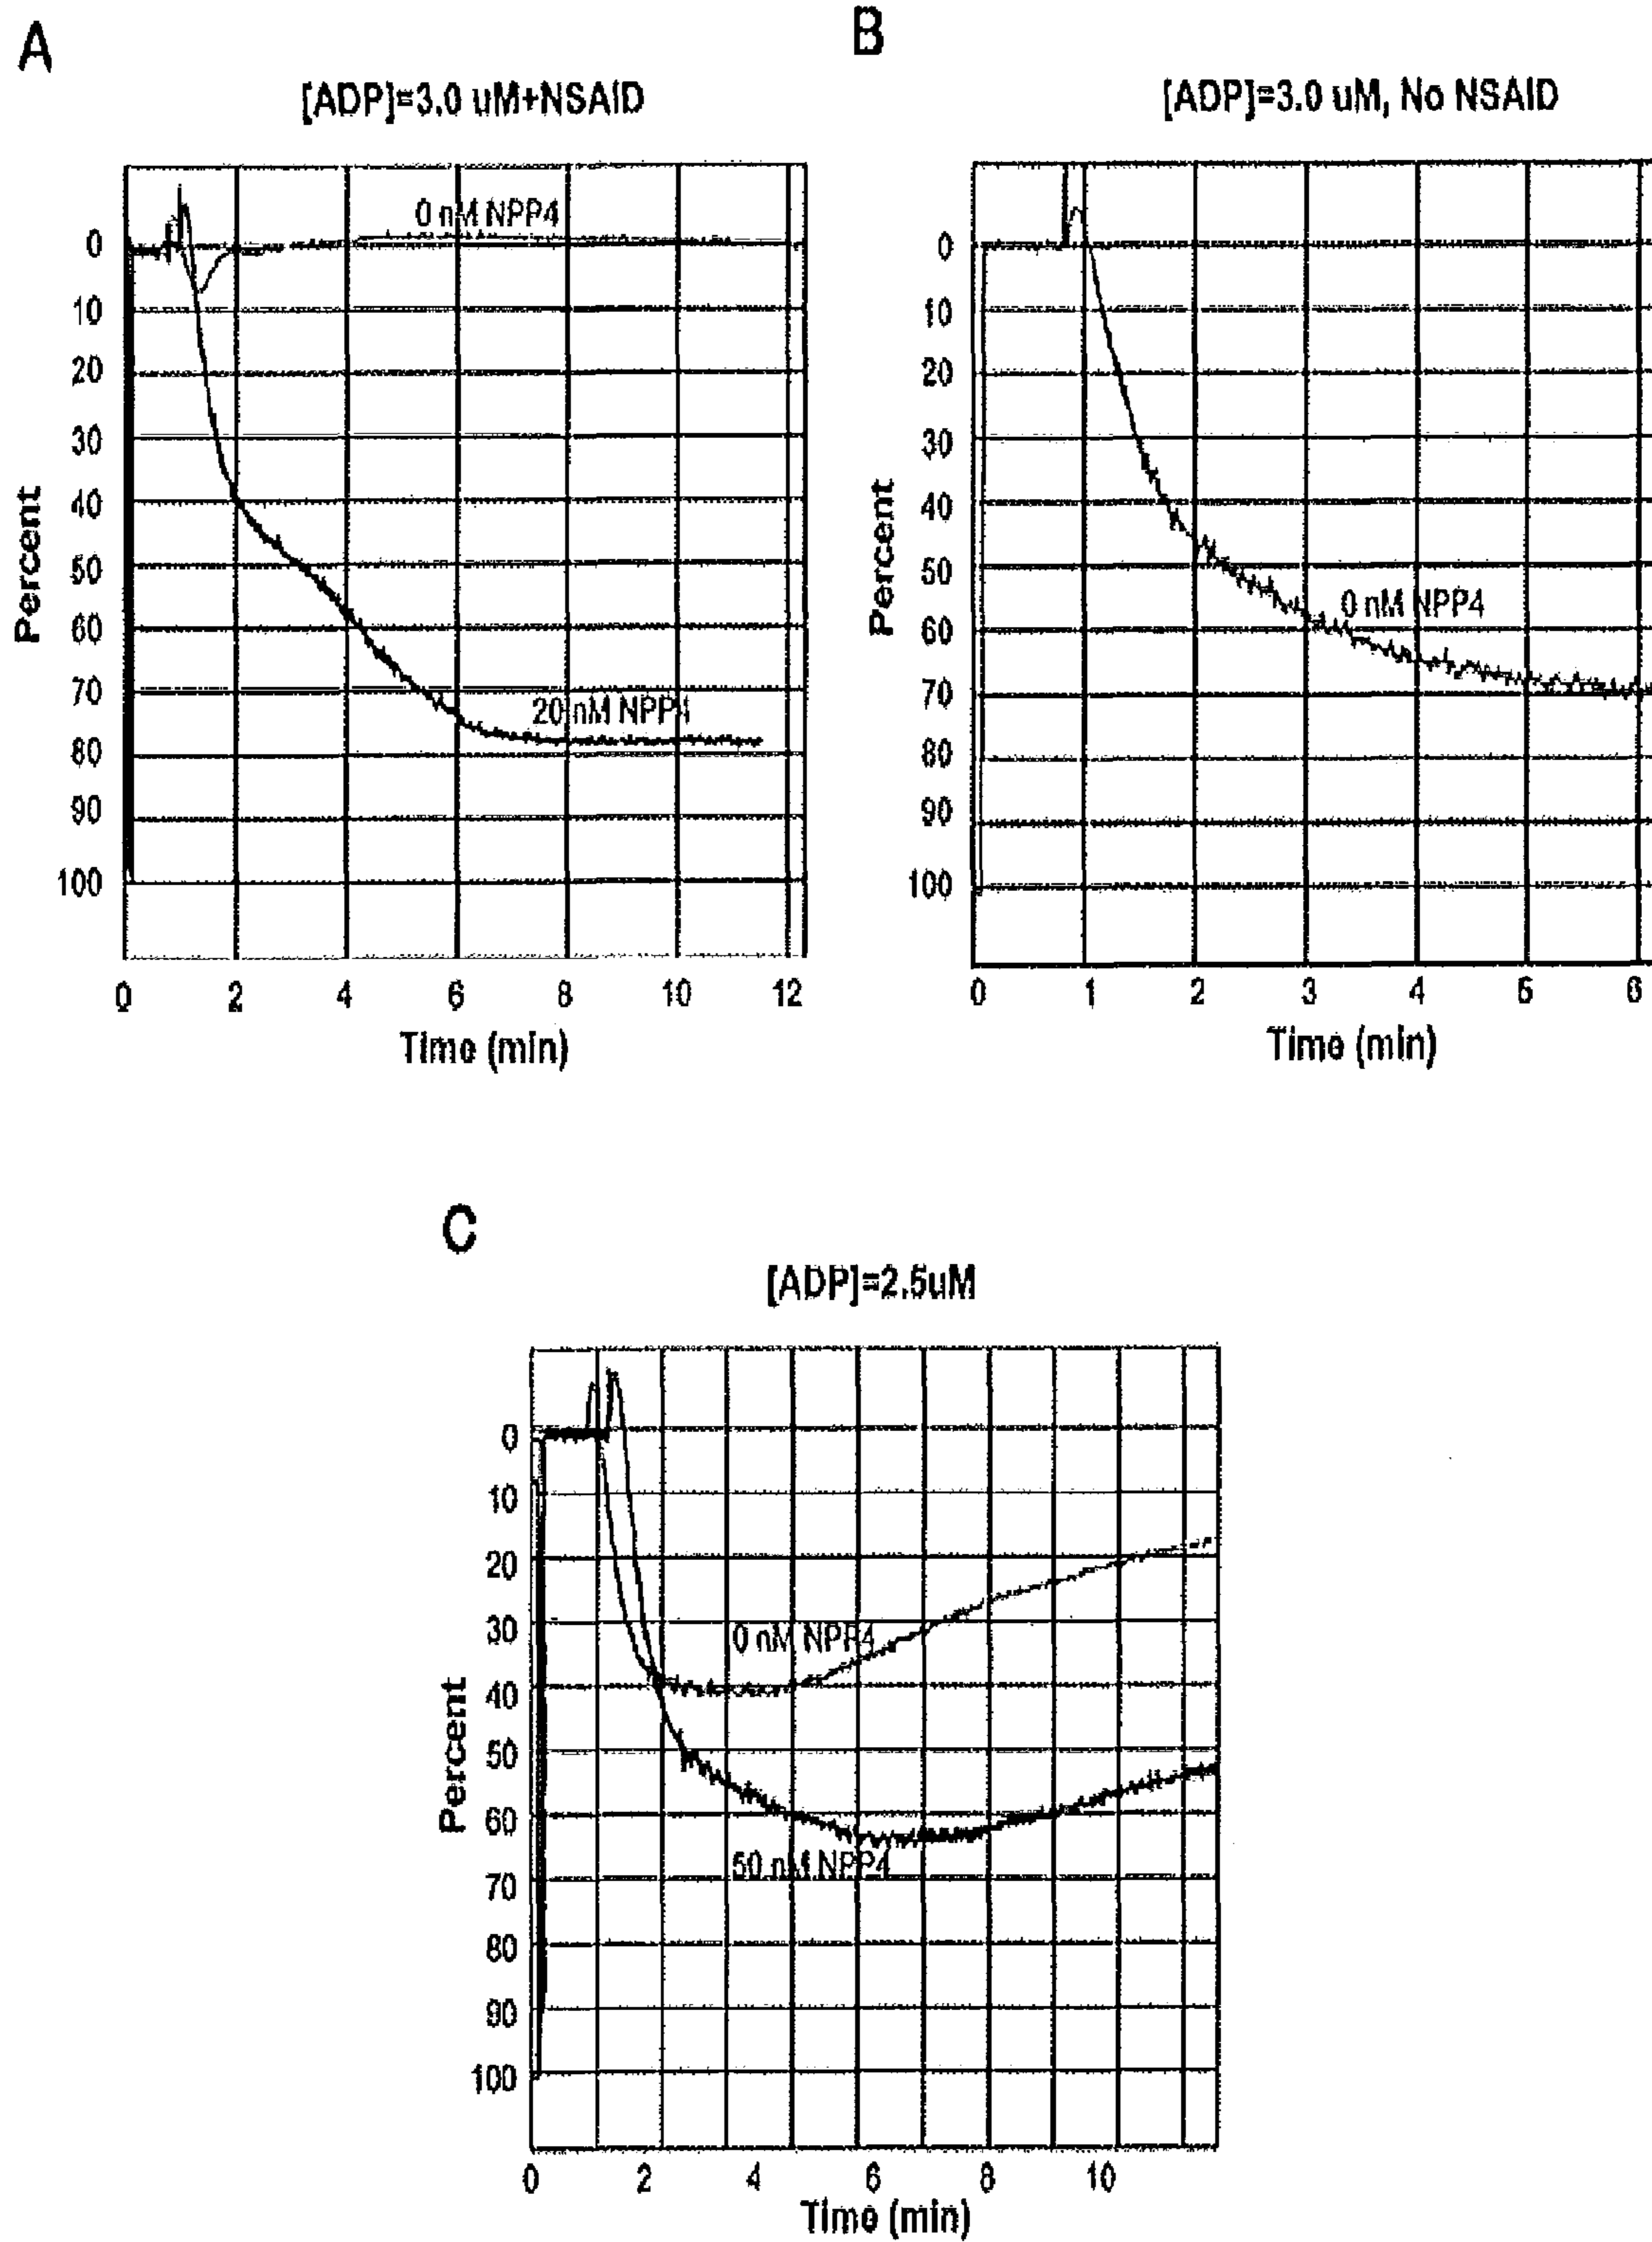 A
B
[ADP]=3.0 uM+NSAID
[ADP]=3.0 uM, No NSAID
0 nM NPP4
0
10
20
30
40
50
60
70
80
90
100
Percent
20 nM NPP4
0 2 4 6 8 10 12
Time (min)
0
10
20
30
40
50
60
70
80
90
100
Percent
0 nM NPP4
0 1 2 3 4 5 6
Time (min)
C
[ADP]=2.5uM
0
10
20
30
40
50
60
70
80
90
100
Percent
0 nM NPP4
50 nM NPP4
0 2 4 6 8 10
Time (min)